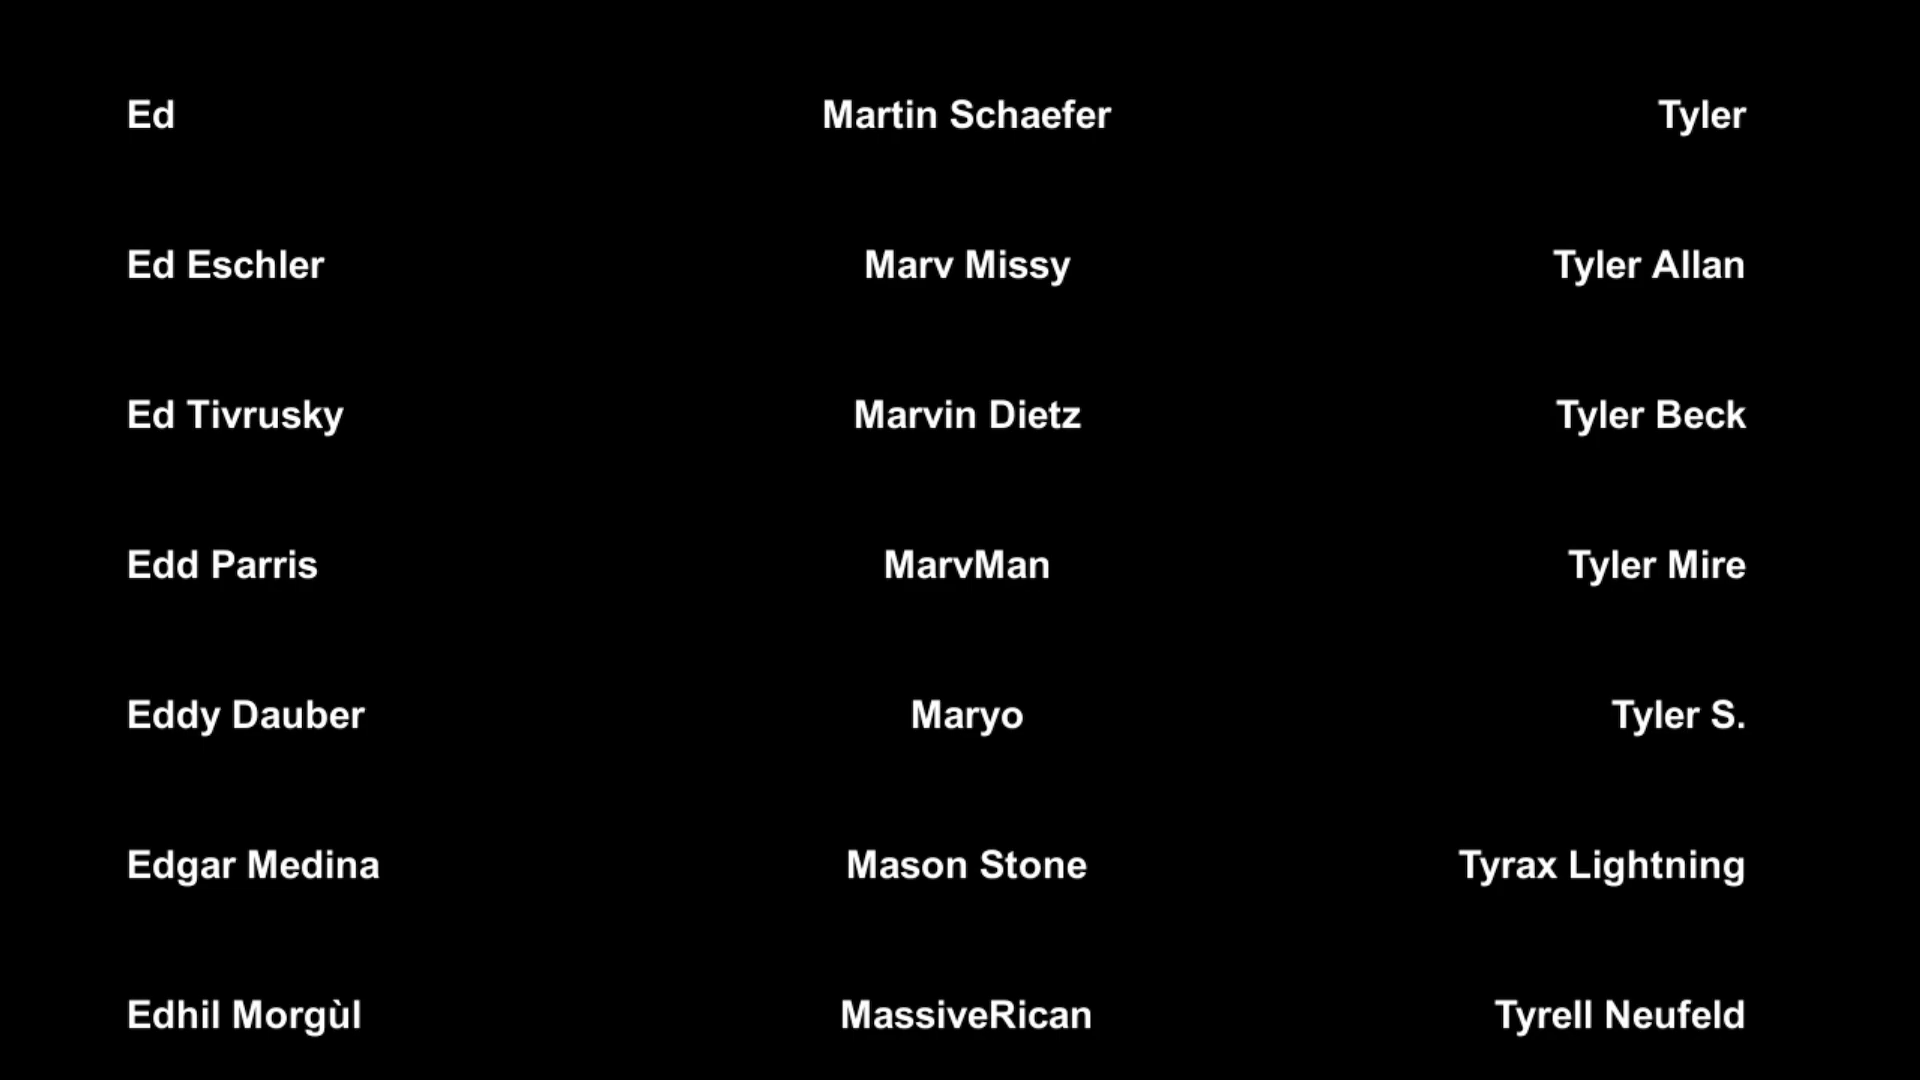 Ed
Martin Schaefer
Tyler
Ed Eschler
Marv Missy
Tyler Allan
Ed Tivrusky
Marvin Dietz
Tyler Beck
Edd Parris
MarvMan
Tyler Mire
Eddy Dauber
Maryo
Tyler S.
Edgar Medina
Mason Stone
Tyrax Lightning
Edhil Morgùl
MassiveRican
Tyrell Neufeld